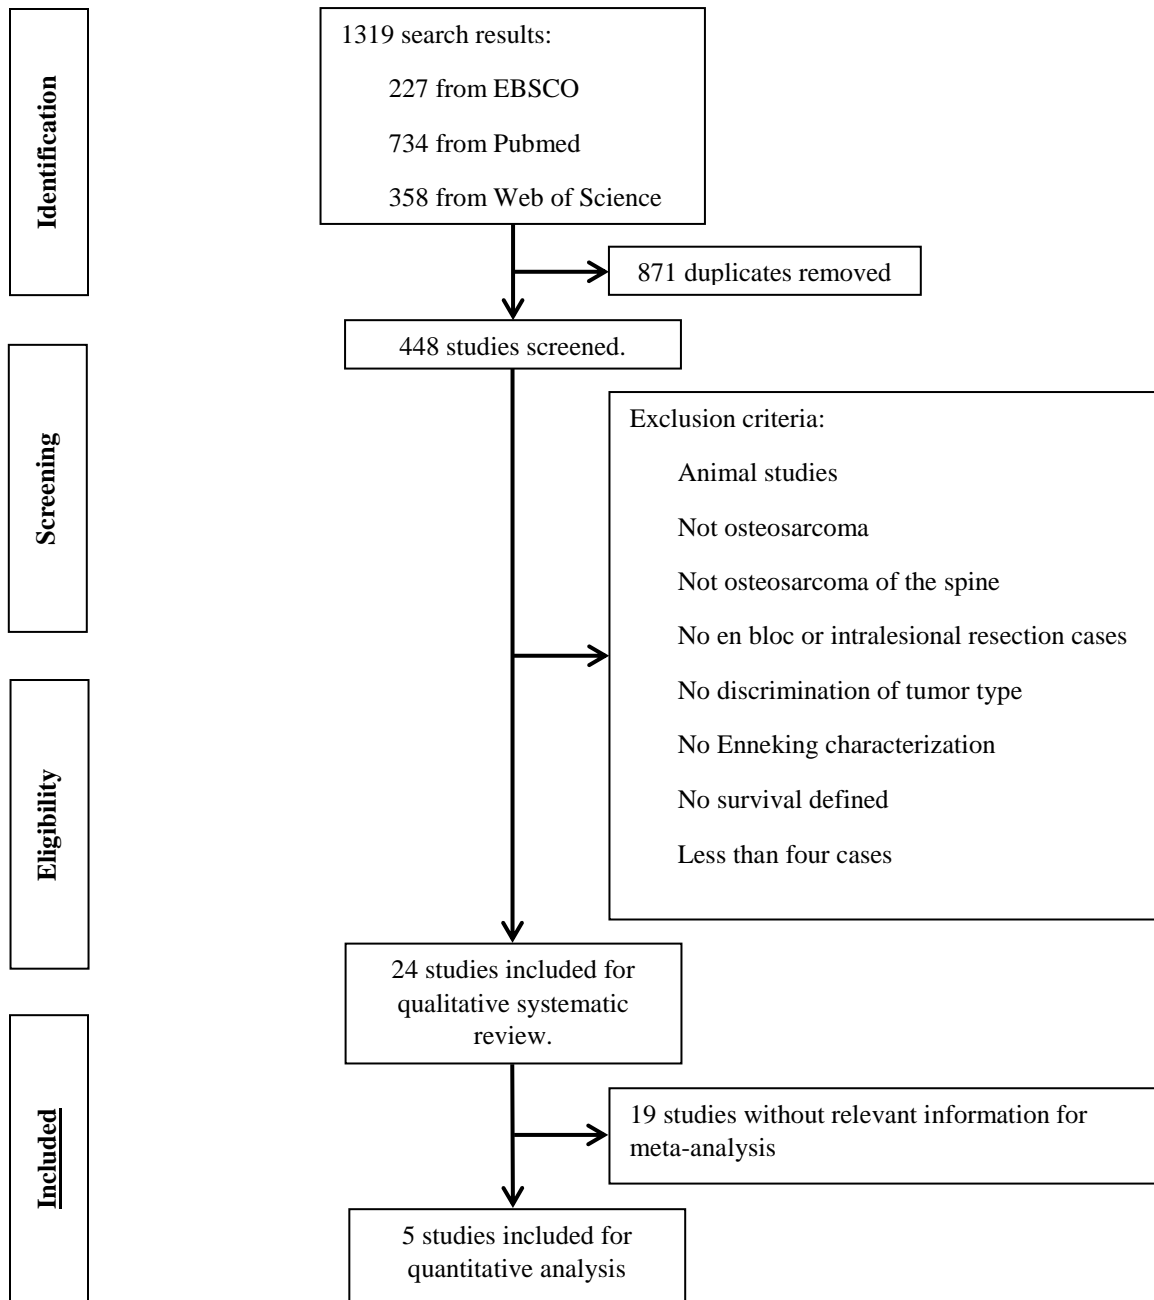 Identification
1319 search results:
227 from EBSCO
734 from Pubmed
358 from Web of Science
871 duplicates removed
Screening
448 studies screened.
Exclusion criteria:
Animal studies
Not osteosarcoma
Not osteosarcoma of the spine
No en bloc or intralesional resection cases
No discrimination of tumor type
No Enneking characterization
No survival defined
Less than four cases
Eligibility
24 studies included for
qualitative systematic
review.
Included
19 studies without relevant information for
meta-analysis
5 studies included for
quantitative analysis